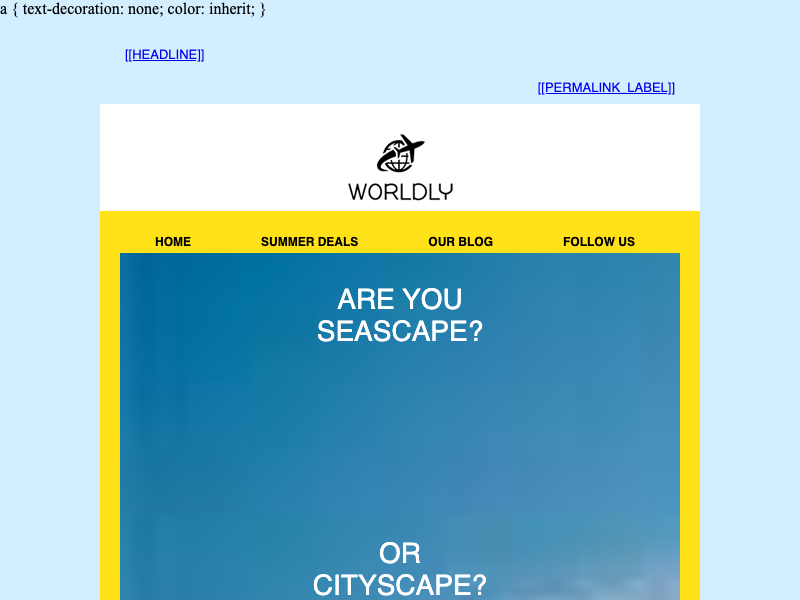 a { text-decoration: none; color: inherit; }
[[HEADLINE]]
[[PERMALINK_LABEL]]
WORLDLY
HOME SUMMER DEALS OUR BLOG FOLLOW US
ARE YOU
SEASCAPE?
OR
CITYSCAPE?